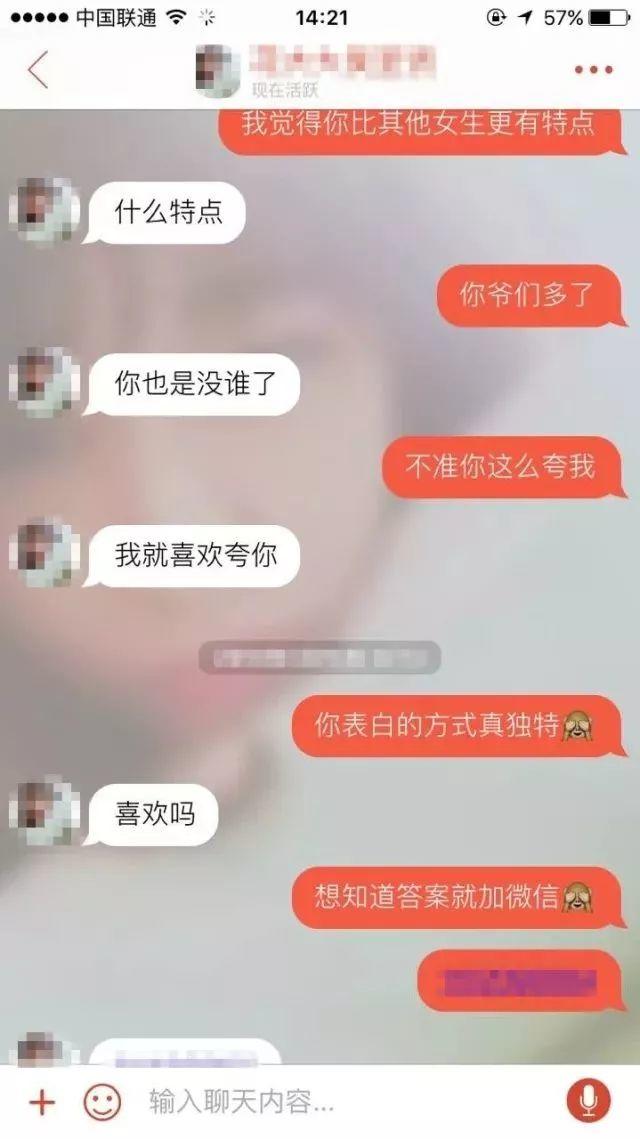 中国联通
14:21
57%
现在活跃
我觉得你比其他女生更有特点
什么特点
你爷们多了
你也是没谁了
不准你这么夸我
我就喜欢夸你
你表白的方式真独特🙈
喜欢吗
想知道答案就加微信🙈
输入聊天内容...